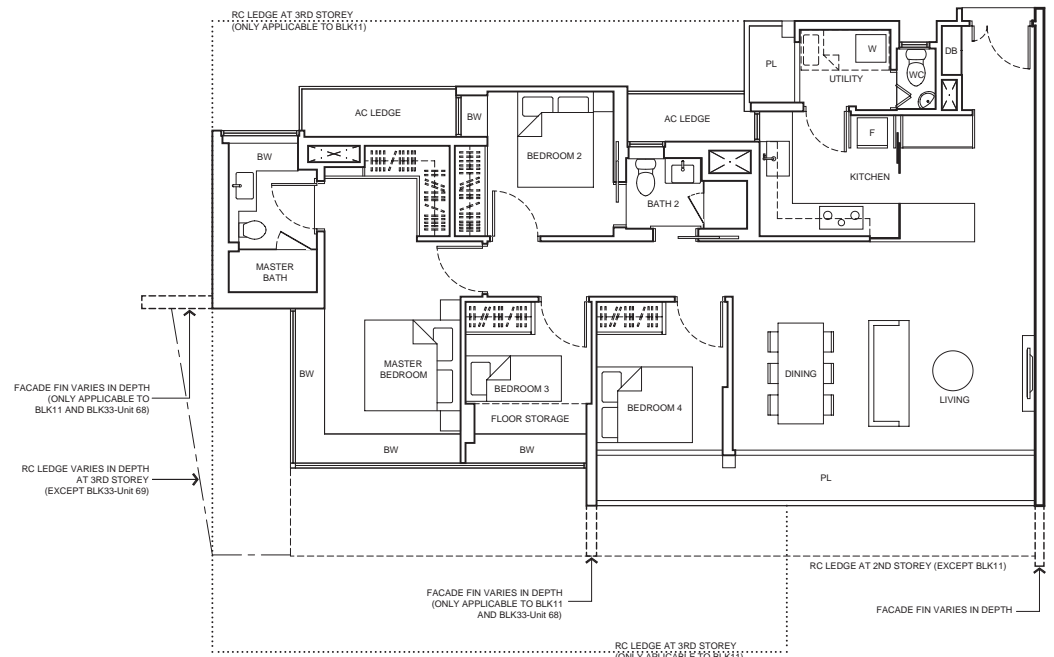 RC LEDGE AT 3RD STOREY
(ONLY APPLICABLE TO BLK11)
PL
W
UTILITY
WC
DB
AC LEDGE
BW
BEDROOM 2
AC LEDGE
F
KITCHEN
BW
BATH 2
MASTER
BATH
BW
MASTER
BEDROOM
BEDROOM 3
FLOOR STORAGE
BEDROOM 4
DINING
LIVING
BW
BW
PL
FACADE FIN VARIES IN DEPTH
(ONLY APPLICABLE TO
BLK11 AND BLK33-Unit 68)
RC LEDGE VARIES IN DEPTH
AT 3RD STOREY
(EXCEPT BLK33-Unit 69)
RC LEDGE AT 2ND STOREY (EXCEPT BLK11)
FACADE FIN VARIES IN DEPTH
(ONLY APPLICABLE TO BLK11
AND BLK33-Unit 68)
FACADE FIN VARIES IN DEPTH
RC LEDGE AT 3RD STOREY
(ONLY APLICABLE TO BLK11)